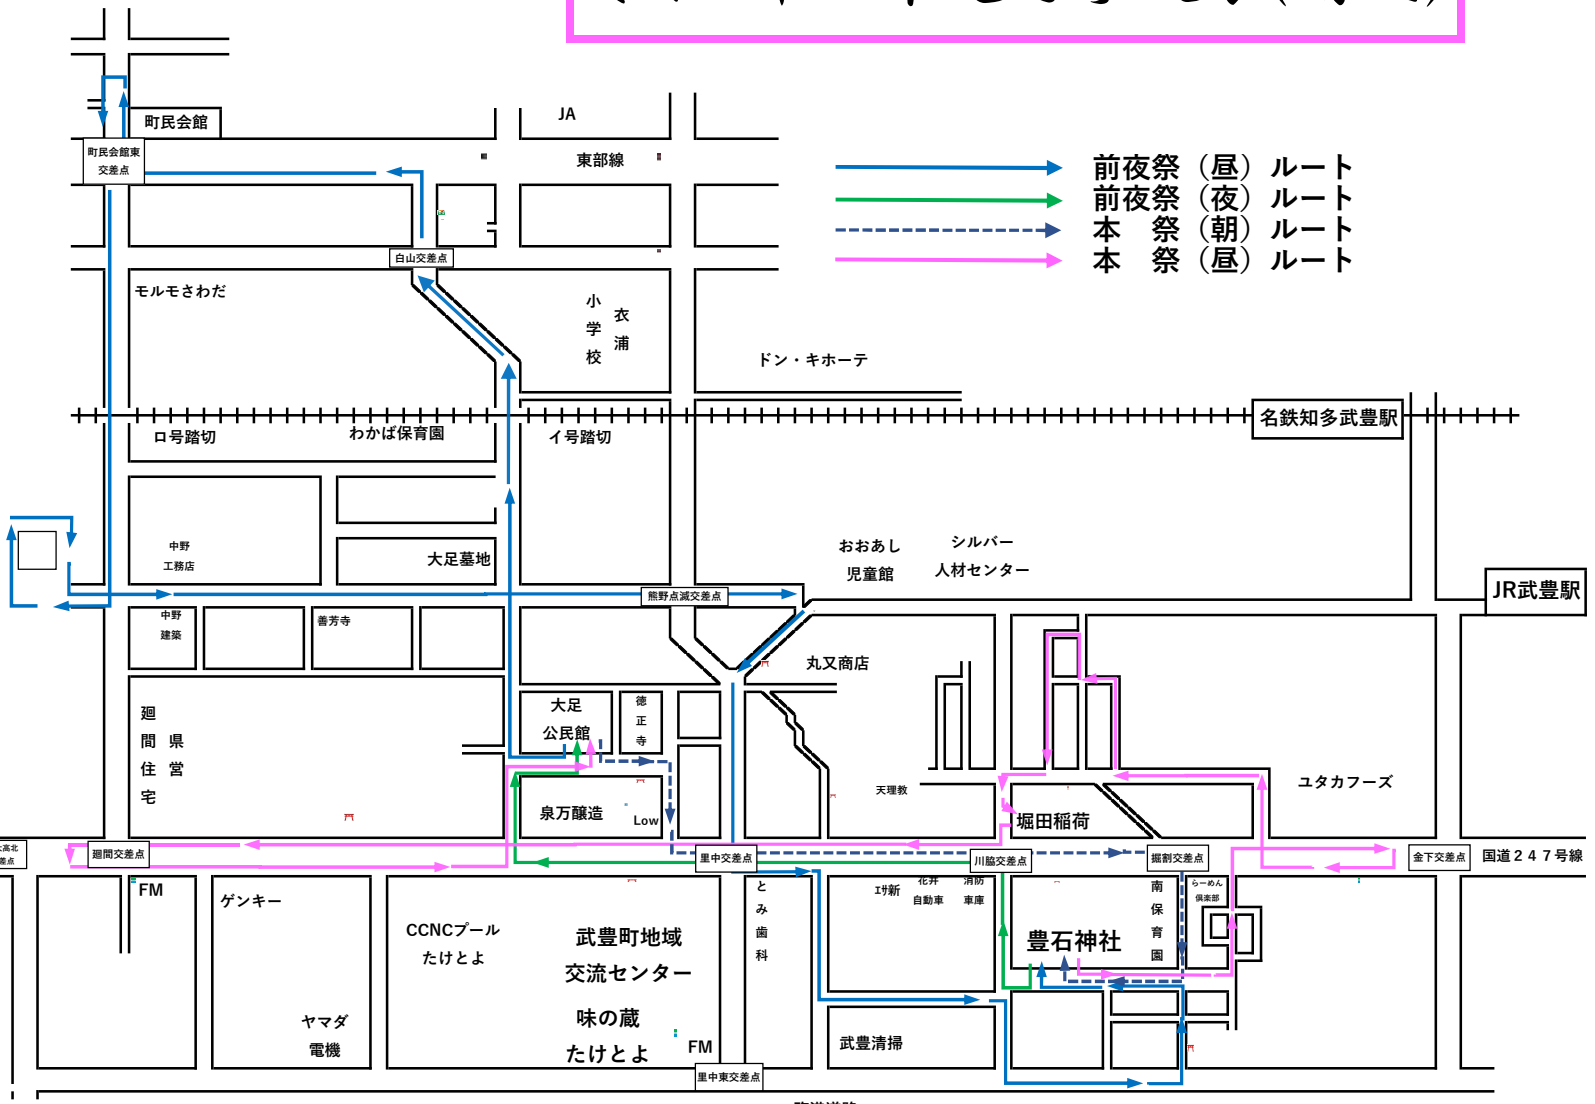 JA
町民会館
町民会館東
交差点
東部線
前夜祭（昼）ルート
前夜祭（夜）ルート
本　祭（朝）ルート
本　祭（昼）ルート
白山交差点
モルモさわだ
衣浦
小学校
ドン・キホーテ
名鉄知多武豊駅
ロ号踏切
わかば保育園
イ号踏切
中野
工務店
大足墓地
おおあし
児童館
シルバー
人材センター
JR武豊駅
熊野点滅交差点
中野
建築
善芳寺
丸又商店
県営
廻間住宅
大足
公民館
徳正寺
天理教
ユタカフーズ
泉万醸造
Low
堀田稲荷
廻間交差点
里中交差点
川脇交差点
掘割交差点
金下交差点
国道２４７号線
FM
ゲンキー
とみ歯科
ｴｻ新
花井
自動車
消防
車庫
南保育園
らーめん
倶楽部
CCNCプール
たけとよ
武豊町地域
交流センター
豊石神社
味の蔵
たけとよ
ヤマダ
電機
FM
武豊清掃
里中東交差点